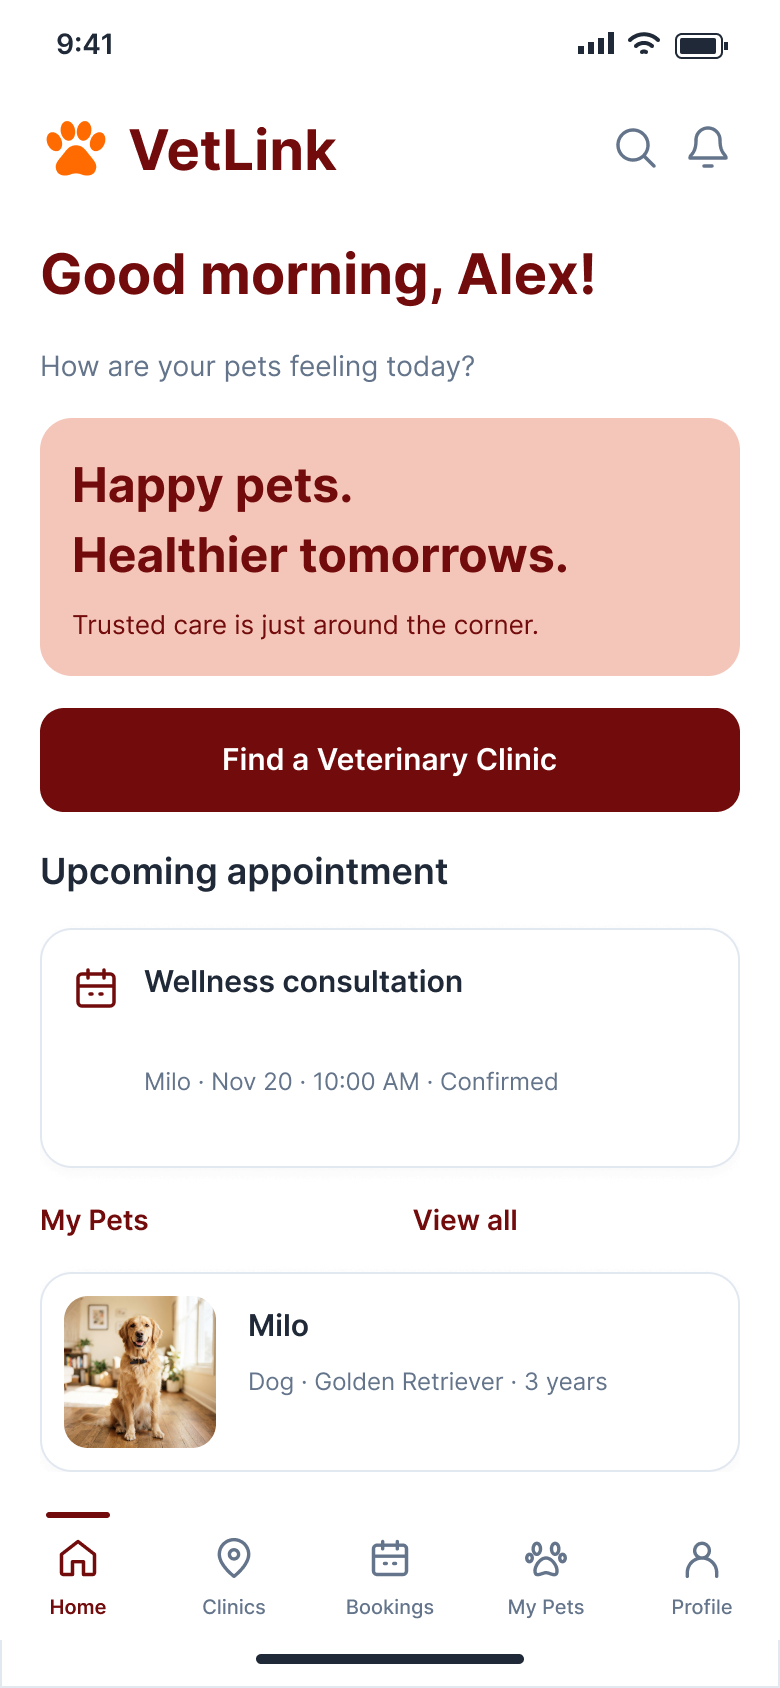 9:41
VetLink
Good morning, Alex!
How are your pets feeling today?
Happy pets.
Healthier tomorrows.
Trusted care is just around the corner.
Find a Veterinary Clinic
Upcoming appointment
Wellness consultation
Milo · Nov 20 · 10:00 AM · Confirmed
My Pets View all
Milo
Dog · Golden Retriever · 3 years
Home Clinics Bookings My Pets Profile